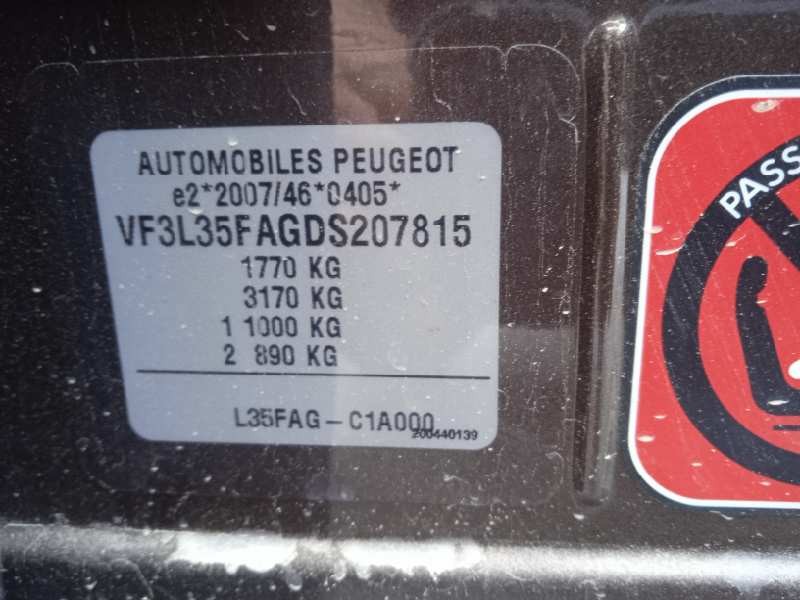 AUTOMOBILES PEUGEOT
e2*2007/46*0405*
VF3L35FAGDS207815
1770 KG
3170 KG
1 1000 KG
2 890 KG
L35FAG - C1A000
200440139
PASS